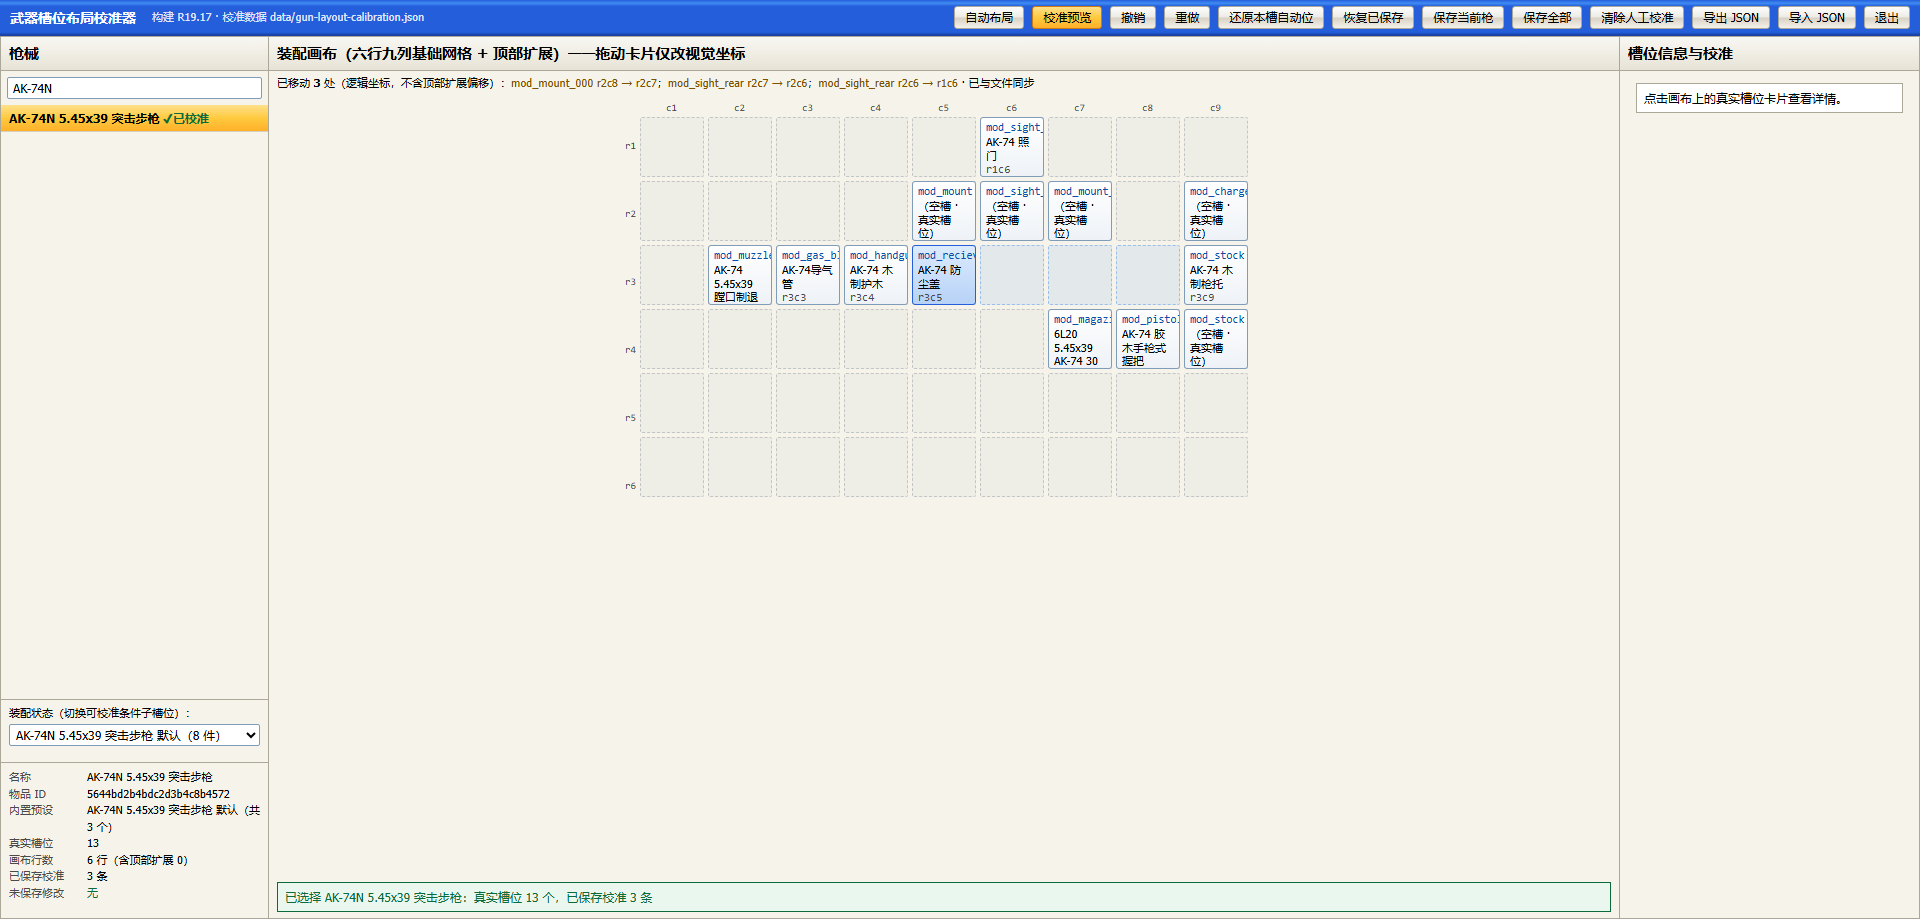 武器槽位布局校准器 构建 R19.17 · 校准数据 data/gun-layout-calibration.json
自动布局 校准预览 撤销 重做 还原本槽自动位 恢复已保存 保存当前枪 保存全部 清除人工校准 导出 JSON 导入 JSON 退出
枪械
AK-74N
AK-74N 5.45x39 突击步枪 ✓已校准
装配状态（切换可校准条件子槽位）:
AK-74N 5.45x39 突击步枪 默认（8 件）
名称 AK-74N 5.45x39 突击步枪
物品 ID 5644bd2b4bdc2d3b4c8b4572
内置预设 AK-74N 5.45x39 突击步枪 默认（共
3 个）
真实槽位 13
画布行数 6 行（含顶部扩展 0）
已保存校准 3 条
未保存修改 无
装配画布（六行九列基础网格 + 顶部扩展）——拖动卡片仅改视觉坐标
已移动 3 处（逻辑坐标，不含顶部扩展偏移）: mod_mount_000 r2c8 → r2c7; mod_sight_rear r2c7 → r2c6; mod_sight_rear r2c6 → r1c6 · 已与文件同步
c1 c2 c3 c4 c5 c6 c7 c8 c9
r1
mod_sight_
AK-74 照
门
r1c6
r2
mod_mount
（空槽 ·
真实槽
位）
mod_sight_
（空槽 ·
真实槽
位）
mod_mount_
（空槽 ·
真实槽
位）
mod_charge
（空槽 ·
真实槽
位）
r3
mod_muzzle
AK-74
5.45x39
膛口制退
mod_gas_bl
AK-74导气
管
r3c3
mod_handgu
AK-74 木
制护木
r3c4
mod_reciev
AK-74 防
尘盖
r3c5
mod_stock
AK-74 木
制枪托
r3c9
r4
mod_magazi
6L20
5.45x39
AK-74 30
mod_pistol
AK-74 胶
木手枪式
握把
mod_stock
（空槽 ·
真实槽
位）
r5
r6
已选择 AK-74N 5.45x39 突击步枪: 真实槽位 13 个，已保存校准 3 条
槽位信息与校准
点击画布上的真实槽位卡片查看详情。